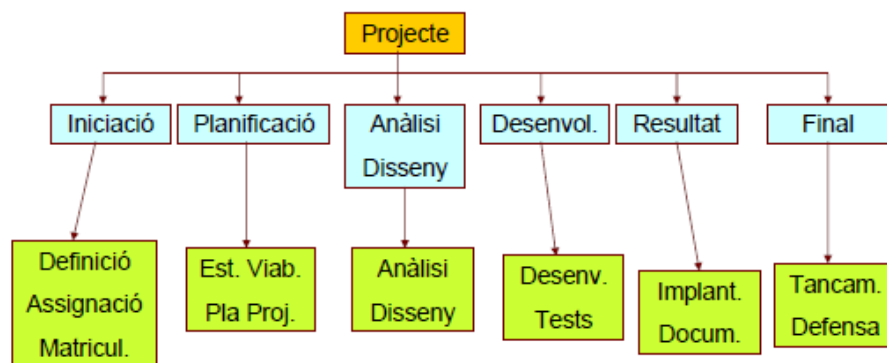 Projecte
Iniciació
Planificació
Anàlisi
Disseny
Desenvol.
Resultat
Final
Definició
Assignació
Matricul.
Est. Viab.
Pla Proj.
Anàlisi
Disseny
Desenv.
Tests
Implant.
Docum.
Tancam.
Defensa